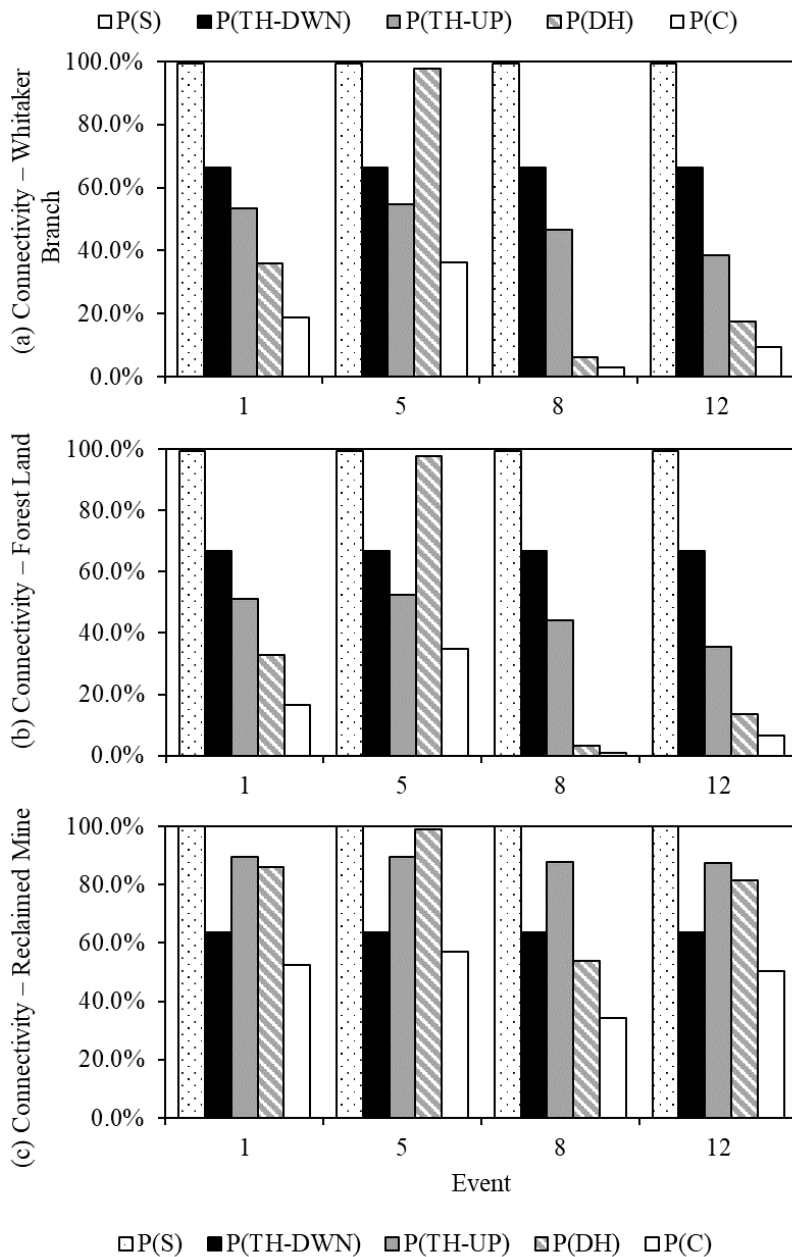 P(S) P(TH-DWN) P(TH-UP) P(DH) P(C)
(a) Connectivity – Whitaker
Branch
100.0%
80.0%
60.0%
40.0%
20.0%
0.0%
1 5 8 12
(b) Connectivity – Forest Land
100.0%
80.0%
60.0%
40.0%
20.0%
0.0%
1 5 8 12
(c) Connectivity – Reclaimed Mine
100.0%
80.0%
60.0%
40.0%
20.0%
0.0%
1 5 8 12
Event
P(S) P(TH-DWN) P(TH-UP) P(DH) P(C)